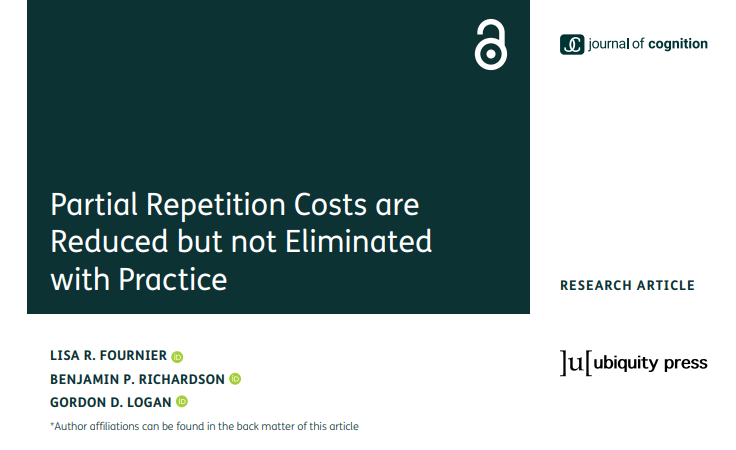 journal of cognition
Partial Repetition Costs are
Reduced but not Eliminated
with Practice
RESEARCH ARTICLE
LISA R. FOURNIER
BENJAMIN P. RICHARDSON
GORDON D. LOGAN
*Author affiliations can be found in the back matter of this article
]u[ ubiquity press